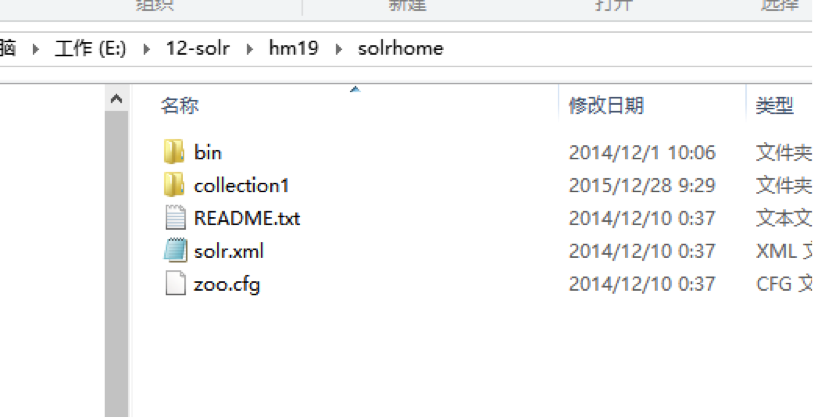 组织 新建 打开 选择
脑 工作 (E:) 12-solr hm19 solrhome
名称 修改日期 类型
bin 2014/12/1 10:06 文件夹
collection1 2015/12/28 9:29 文件夹
README.txt 2014/12/10 0:37 文本文
solr.xml 2014/12/10 0:37 XML 文
zoo.cfg 2014/12/10 0:37 CFG 文